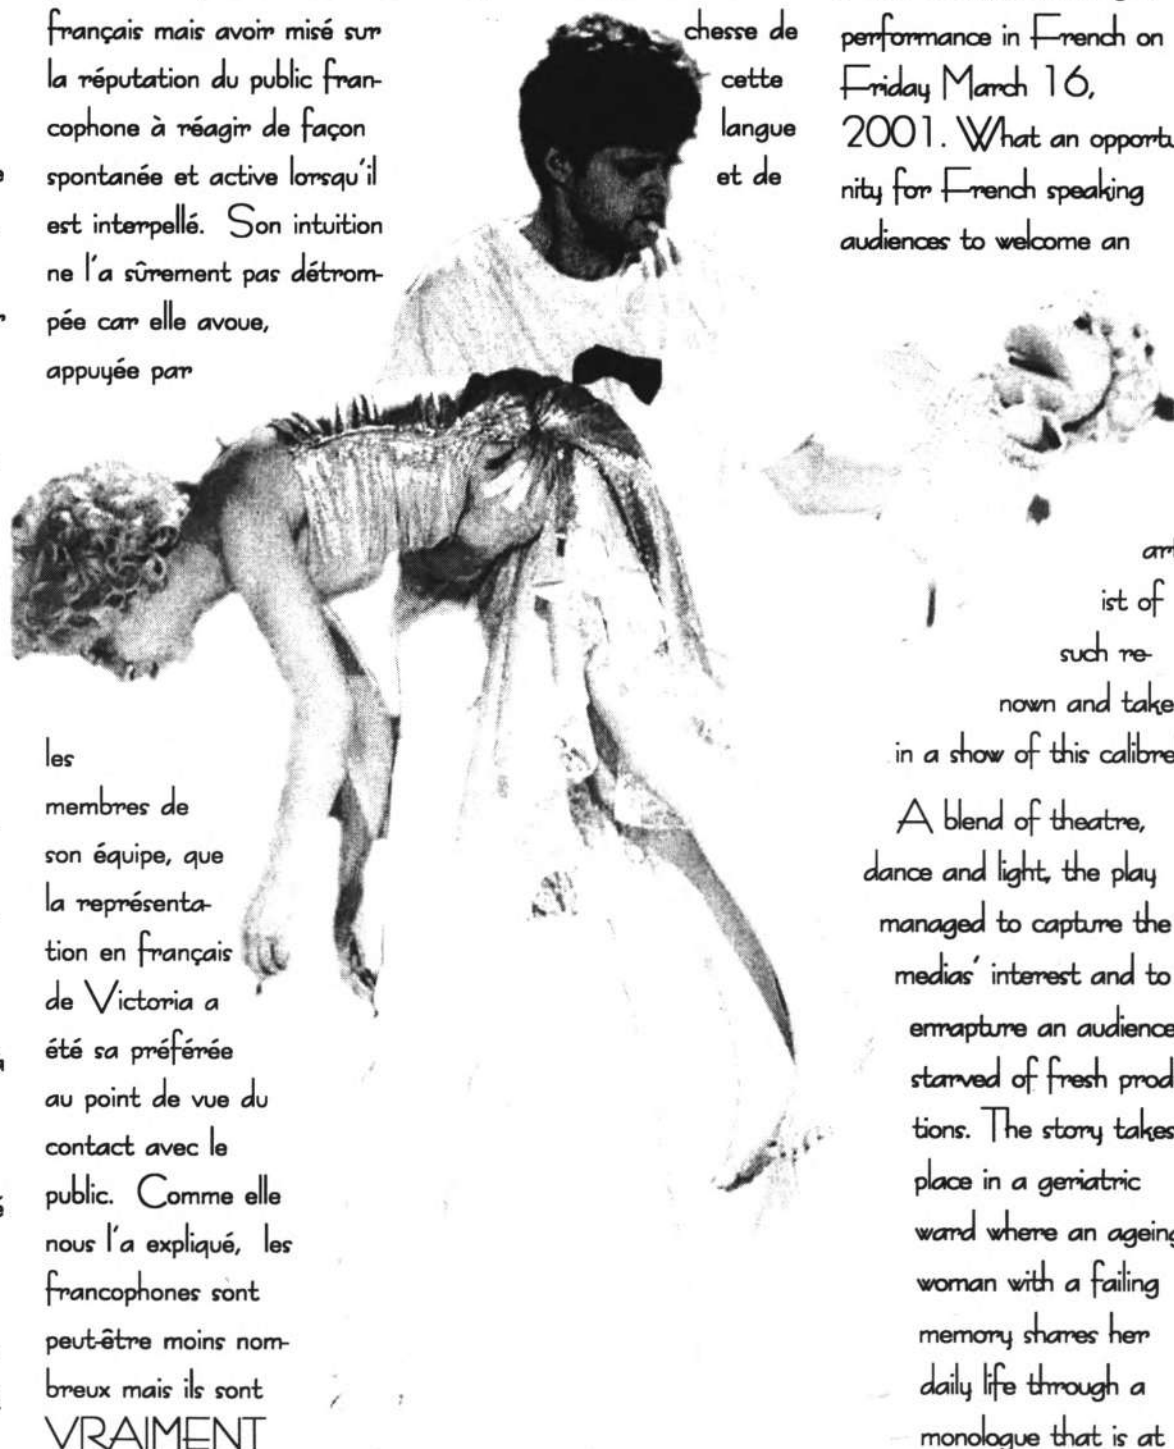 français mais avoir misé sur
la réputation du public fran-
cophone à réagir de façon
spontanée et active lorsqu'il
est interpellé. Son intuition
ne l'a sûrement pas détrom-
pée car elle avoue,
appuyée par
les
membres de
son équipe, que
la représenta-
tion en français
de Victoria a
été sa préférée
au point de vue du
contact avec le
public. Comme elle
nous l'a expliqué, les
francophones sont
peut-être moins nom-
breux mais ils sont
VRAIMENT
chesse de
cette
langue
et de
performance in French on
Friday March 16,
2001. What an opportu
nity for French speaking
audiences to welcome an
art
ist of
such re-
nown and take
in a show of this calibre
A blend of theatre,
dance and light, the play
managed to capture the
medias' interest and to
enrapture an audience
starved of fresh prod
tions. The story takes
place in a geriatric
ward where an ageing
woman with a failing
memory shares her
daily life through a
monologue that is at